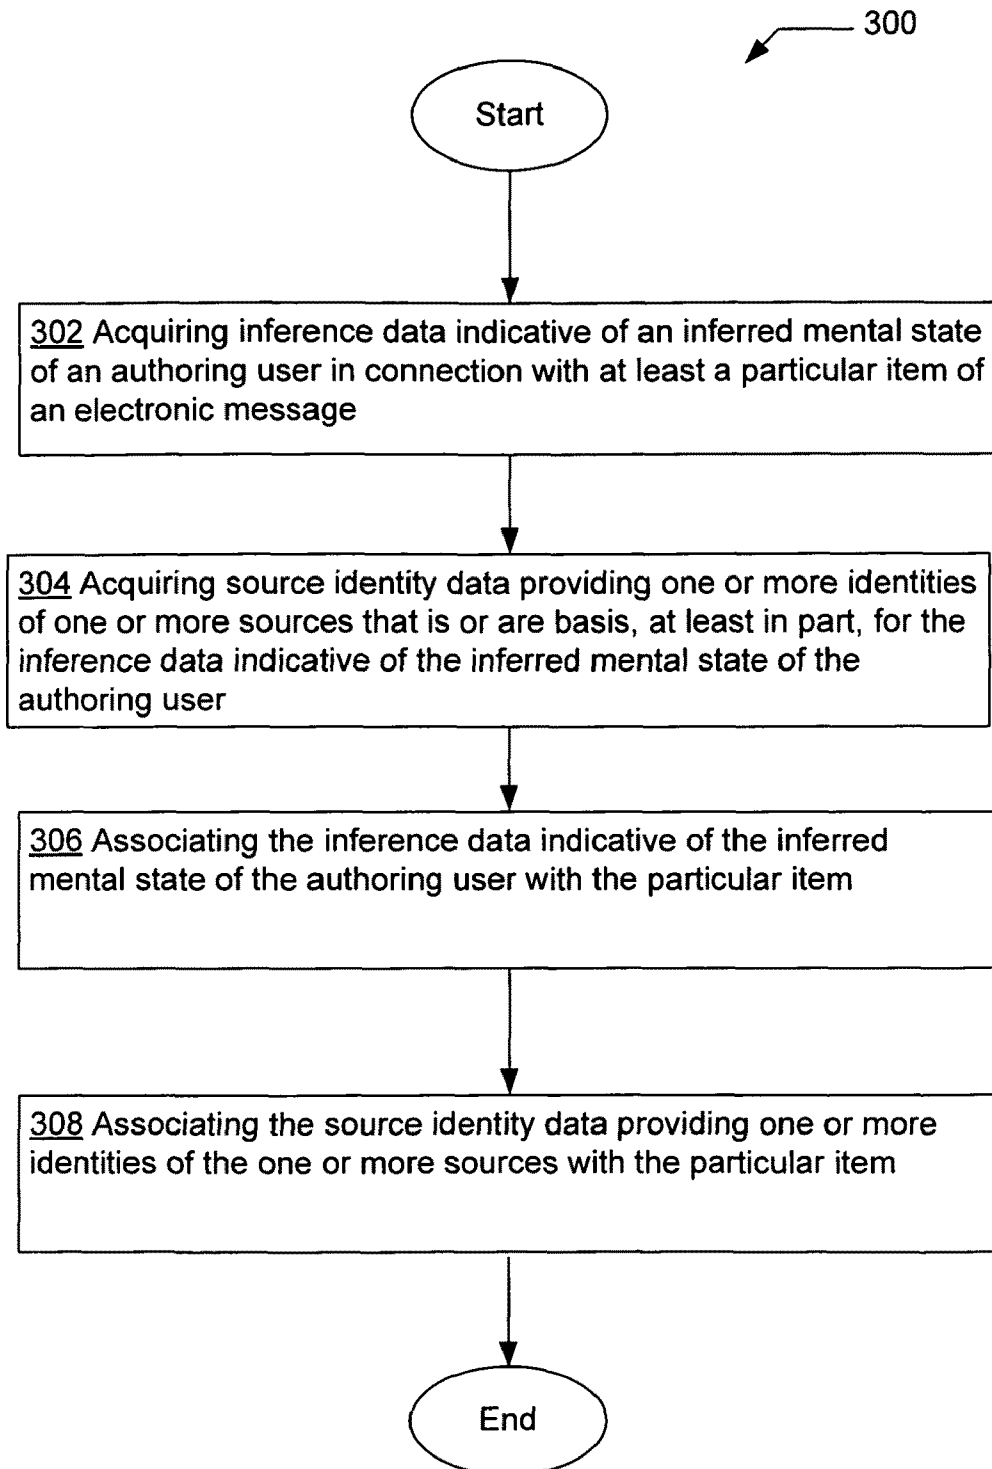 300
Start
302 Acquiring inference data indicative of an inferred mental state
of an authoring user in connection with at least a particular item of
an electronic message
304 Acquiring source identity data providing one or more identities
of one or more sources that is or are basis, at least in part, for the
inference data indicative of the inferred mental state of the
authoring user
306 Associating the inference data indicative of the inferred
mental state of the authoring user with the particular item
308 Associating the source identity data providing one or more
identities of the one or more sources with the particular item
End